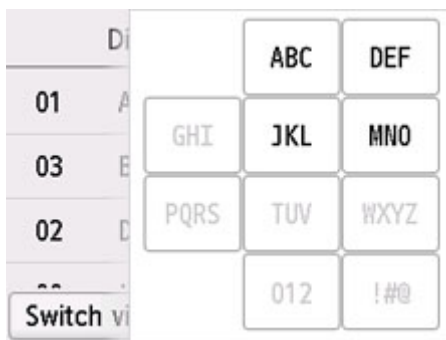 Di
01 A
03 B
02 D
Switch vi
ABC DEF
GHI JKL MNO
PQRS TUV WXYZ
012 !#@